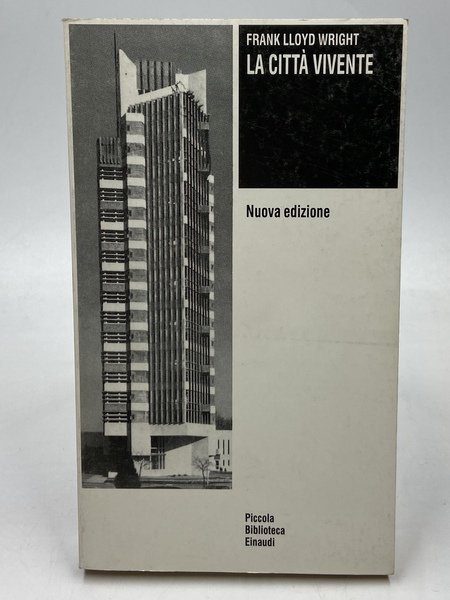 FRANK LLOYD WRIGHT
LA CITTÀ VIVENTE
Nuova edizione
Piccola
Biblioteca
Einaudi